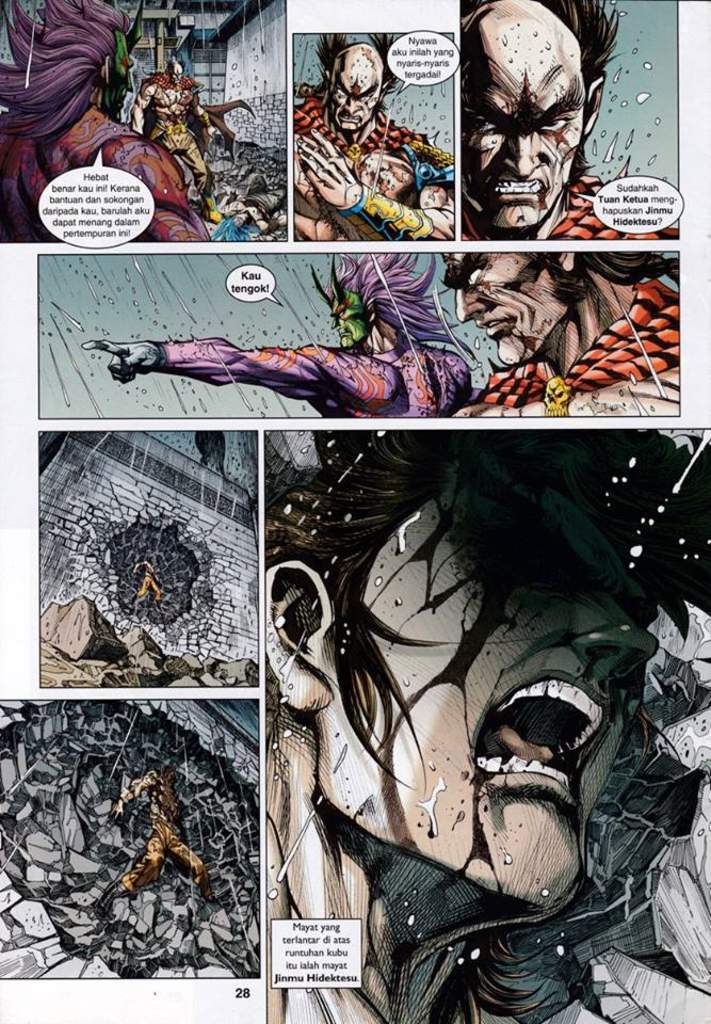 Hebat
benar kau ini! Kerana
bantuan dan sokongan
daripada kau, barulah aku
berjaya menang dalam
pertempuran ini!
Nyawa
aku inilah yang
nyaris-nyaris
tergadai!
Sudahkah
Tuan Ketua meng-
hapuskan Jinmu
Hidektesu?
Kau
tengok!
Mayat yang
terlantar di atas
runtuhan kubu
itu ialah mayat
Jinmu Hidektesu.
28